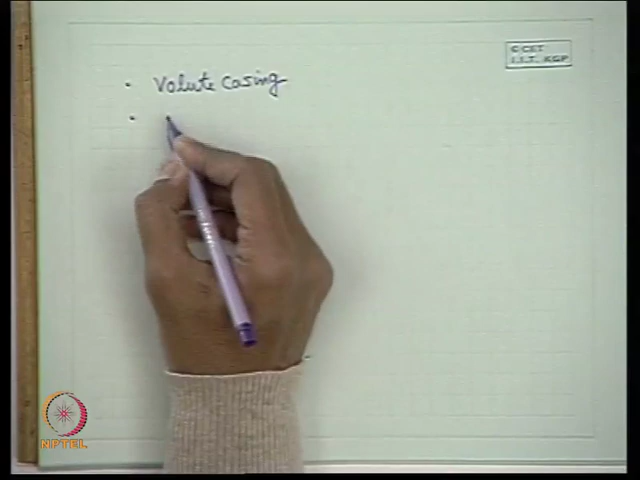 © CET
I.I.T. KGP
• Volute Casing
•
NPTEL